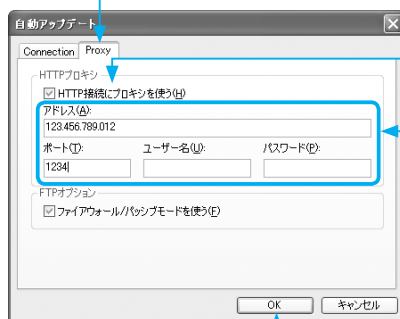 自動アップデート
Connection Proxy
HTTPプロキシ
HTTP接続にプロキシを使う(H)
アドレス(A):
123.456.789.012
ポート(T): ユーザー名(U): パスワード(P):
1234
FTPオプション
ファイアウォール/パッシブモードを使う(F)
OK キャンセル